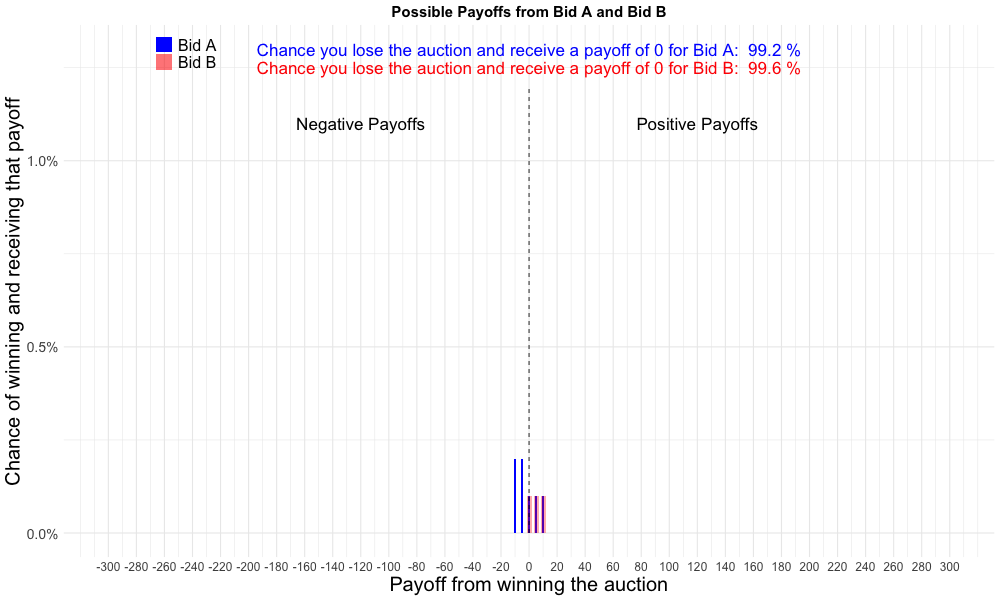 Possible Payoffs from Bid A and Bid B
Bid A
Bid B
Chance you lose the auction and receive a payoff of 0 for Bid A:  99.2 %
Chance you lose the auction and receive a payoff of 0 for Bid B:  99.6 %
Negative Payoffs
Positive Payoffs
Chance of winning and receiving that payoff
1.0%
0.5%
0.0%
-300 -280 -260 -240 -220 -200 -180 -160 -140 -120 -100 -80 -60 -40 -20 0 20 40 60 80 100 120 140 160 180 200 220 240 260 280 300
Payoff from winning the auction